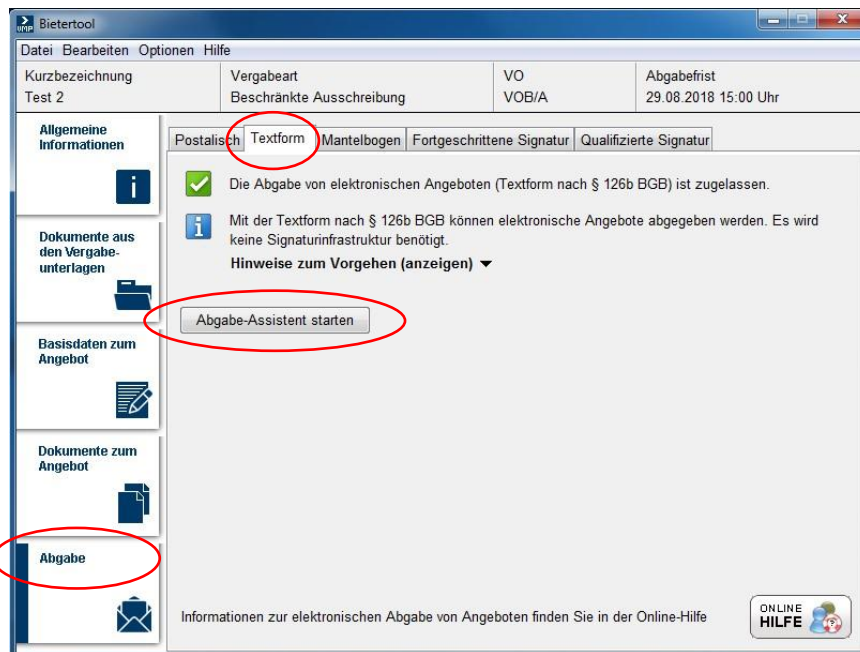 VMP Bietertool
Datei Bearbeiten Optionen Hilfe
Kurzbezeichnung Vergabeart VO Abgabefrist
Test 2 Beschränkte Ausschreibung VOB/A 29.08.2018 15:00 Uhr
Allgemeine
Informationen
Postalisch Textform Mantelbogen Fortgeschrittene Signatur Qualifizierte Signatur
Die Abgabe von elektronischen Angeboten (Textform nach § 126b BGB) ist zugelassen.
Mit der Textform nach § 126b BGB können elektronische Angebote abgegeben werden. Es wird
keine Signaturinfrastruktur benötigt.
Hinweise zum Vorgehen (anzeigen)
Dokumente aus
den Vergabe-
unterlagen
Abgabe-Assistent starten
Basisdaten zum
Angebot
Dokumente zum
Angebot
Abgabe
Informationen zur elektronischen Abgabe von Angeboten finden Sie in der Online-Hilfe
ONLINE
HILFE